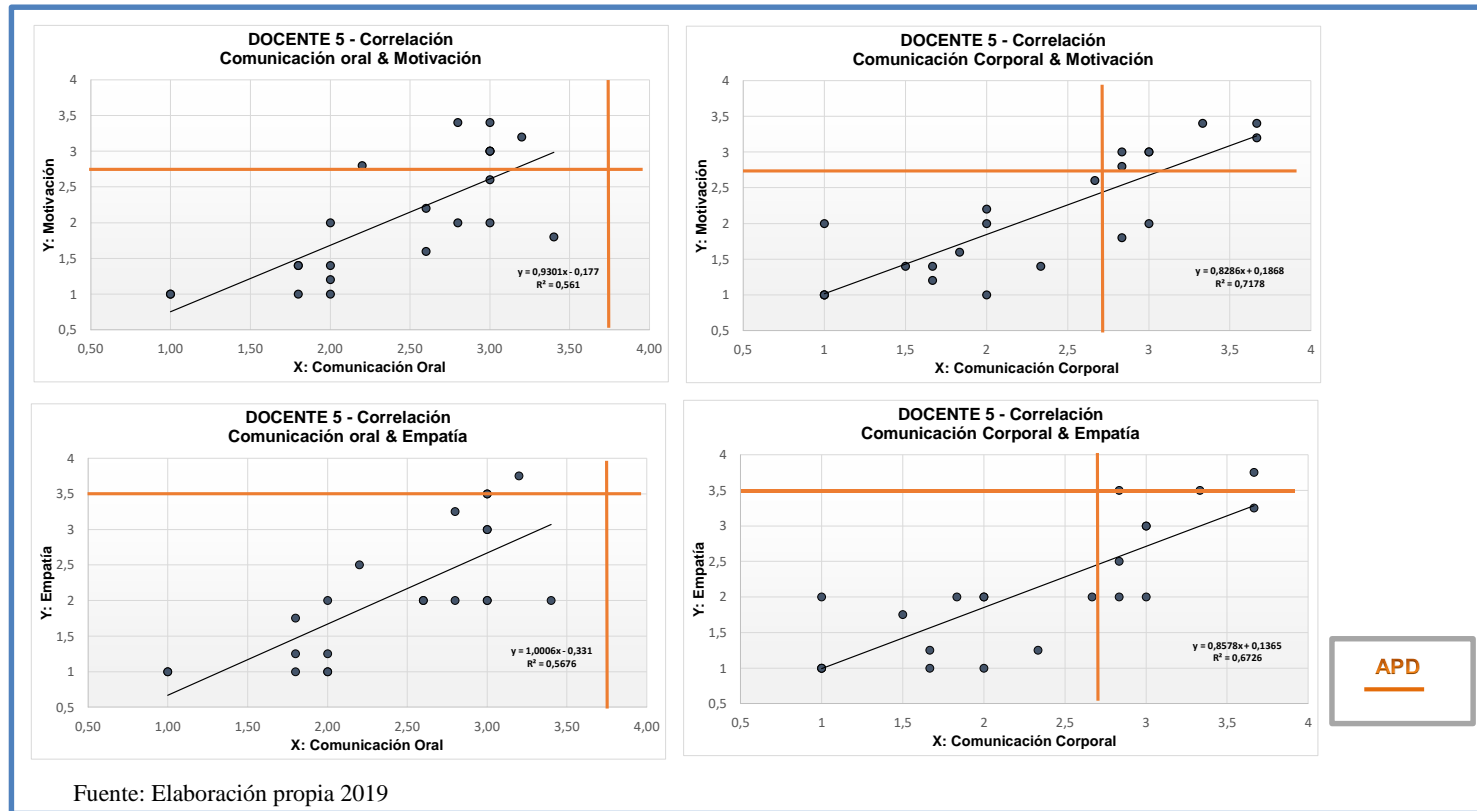 DOCENTE 5 - Correlación
Comunicación oral & Motivación
4
3,5
3
2,5
2
1,5
1
0,5
Y: Motivación
y = 0,9301x - 0,177
R² = 0,561
0,50 1,00 1,50 2,00 2,50 3,00 3,50 4,00
X: Comunicación Oral
DOCENTE 5 - Correlación
Comunicación Corporal & Motivación
4
3,5
3
2,5
2
1,5
1
0,5
Y: Motivación
y = 0,8286x + 0,1868
R² = 0,7178
0,5 1 1,5 2 2,5 3 3,5 4
X: Comunicación Corporal
DOCENTE 5 - Correlación
Comunicación oral & Empatía
4
3,5
3
2,5
2
1,5
1
0,5
Y: Empatía
y = 1,0006x - 0,331
R² = 0,5676
0,50 1,00 1,50 2,00 2,50 3,00 3,50 4,00
X: Comunicación Oral
DOCENTE 5 - Correlación
Comunicación Corporal & Empatía
4
3,5
3
2,5
2
1,5
1
0,5
Y: Empatía
y = 0,8578x + 0,1365
R² = 0,6726
0,5 1 1,5 2 2,5 3 3,5 4
X: Comunicación Corporal
APD
Fuente: Elaboración propia 2019